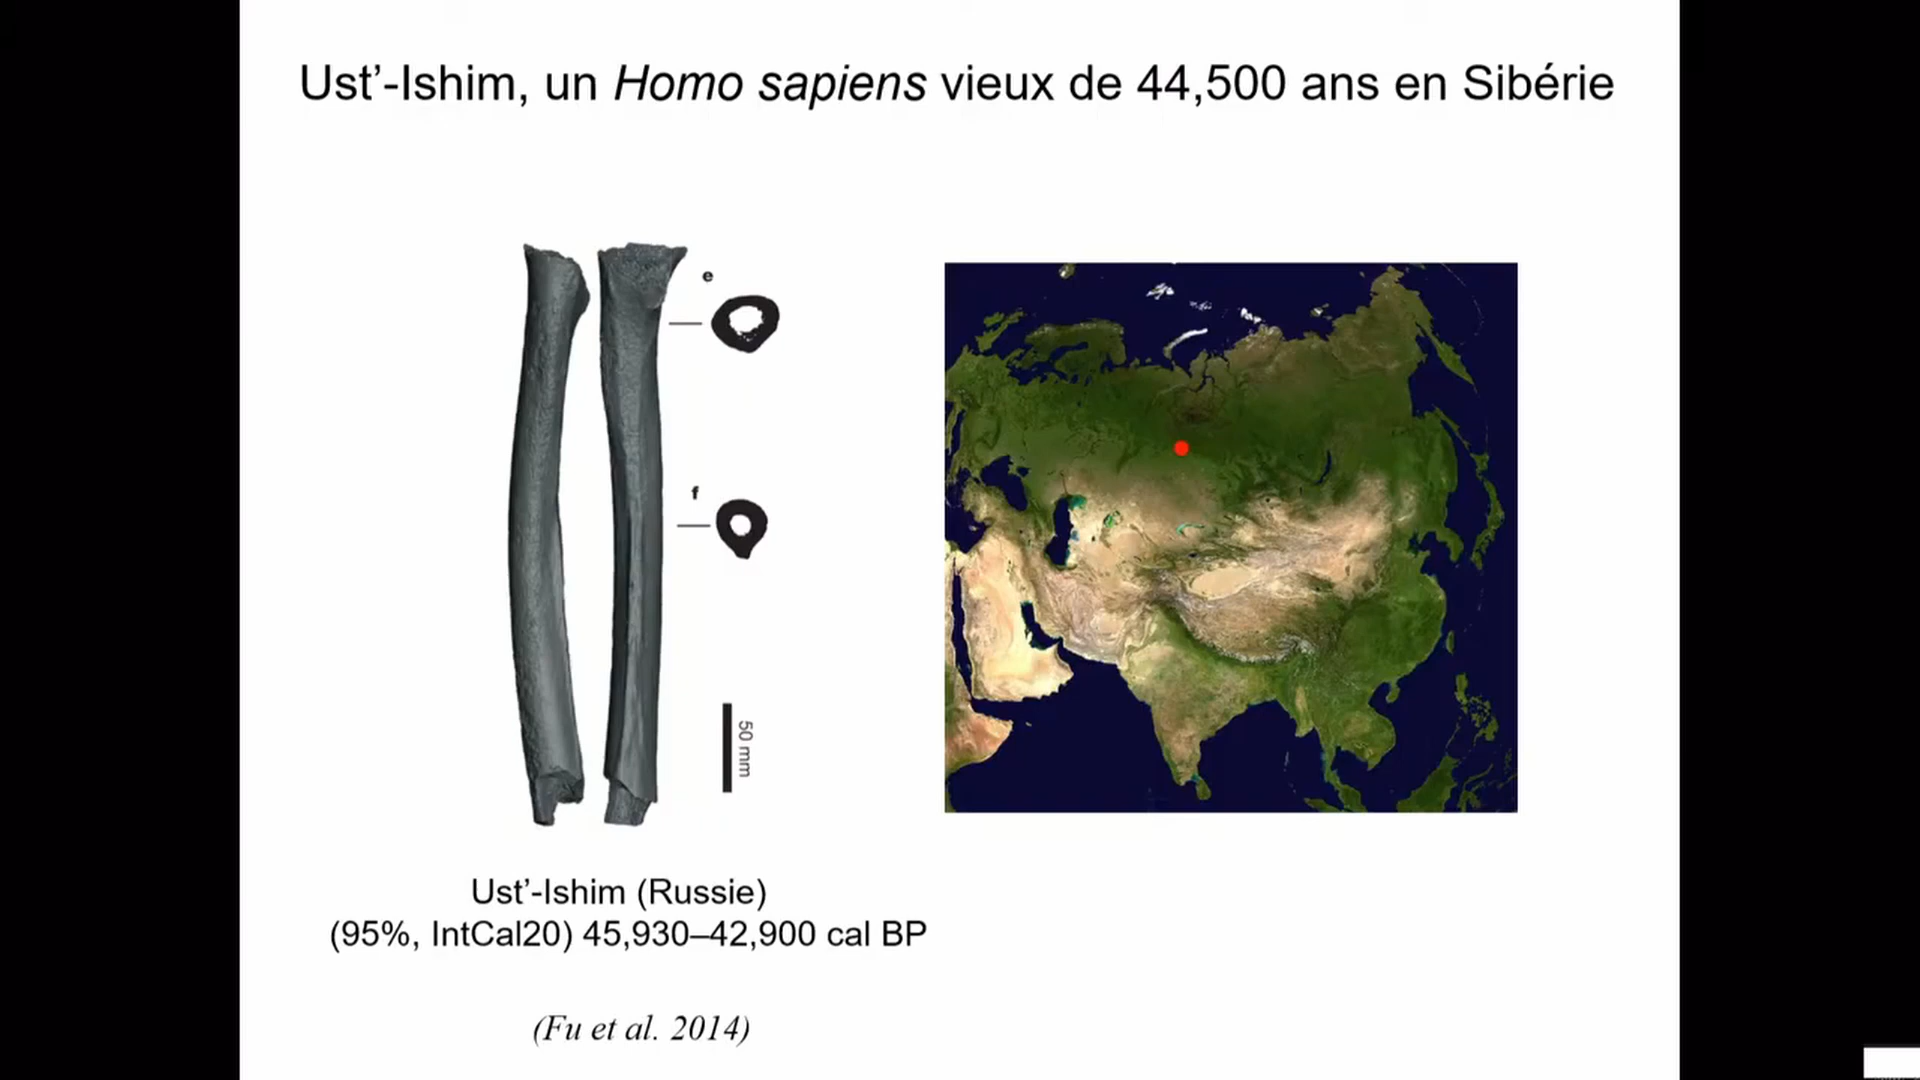 Ust’-Ishim, un Homo sapiens vieux de 44,500 ans en Sibérie
e
f
50 mm
Ust’-Ishim (Russie)
(95%, IntCal20) 45,930–42,900 cal BP
(Fu et al. 2014)